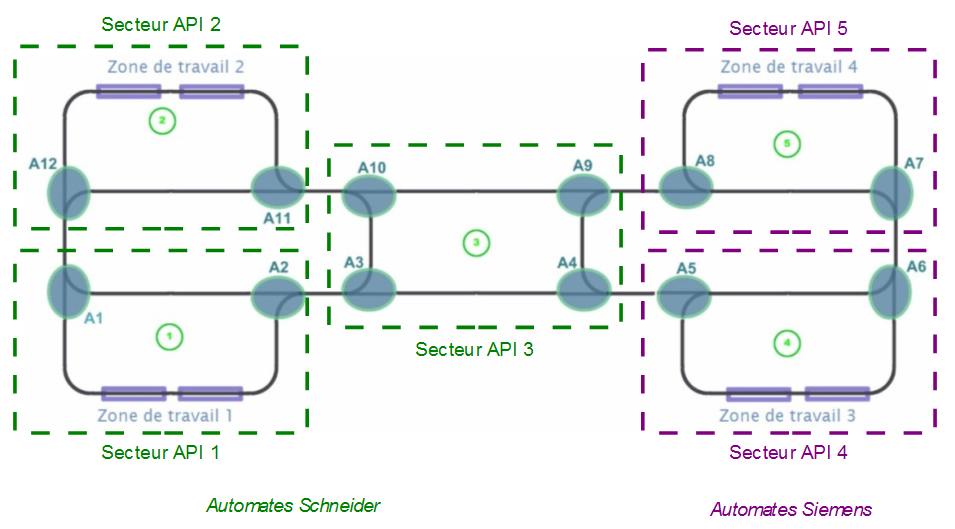 Secteur API 2
Secteur API 5
Zone de travail 2
Zone de travail 4
2
5
A12
A11
A10
A9
A8
A7
3
A3
A4
A2
A1
A5
A6
1
4
Secteur API 3
Zone de travail 1
Zone de travail 3
Secteur API 1
Secteur API 4
Automates Schneider
Automates Siemens